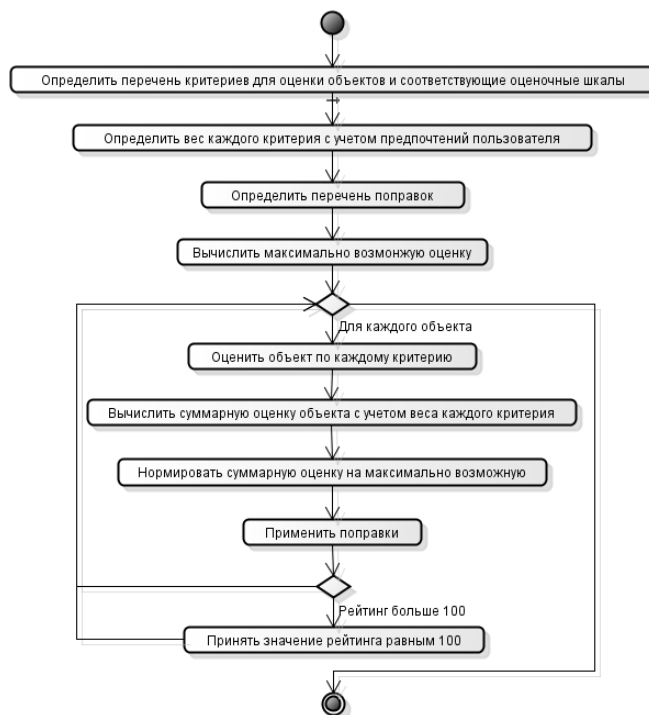 Определить перечень критериев для оценки объектов и соответствующие оценочные шкалы
Определить вес каждого критерия с учетом предпочтений пользователя
Определить перечень поправок
Вычислить максимально возмонжую оценку
Для каждого объекта
Оценить объект по каждому критерию
Вычислить суммарную оценку объекта с учетом веса каждого критерия
Нормировать суммарную оценку на максимально возможную
Применить поправки
Рейтинг больше 100
Принять значение рейтинга равным 100